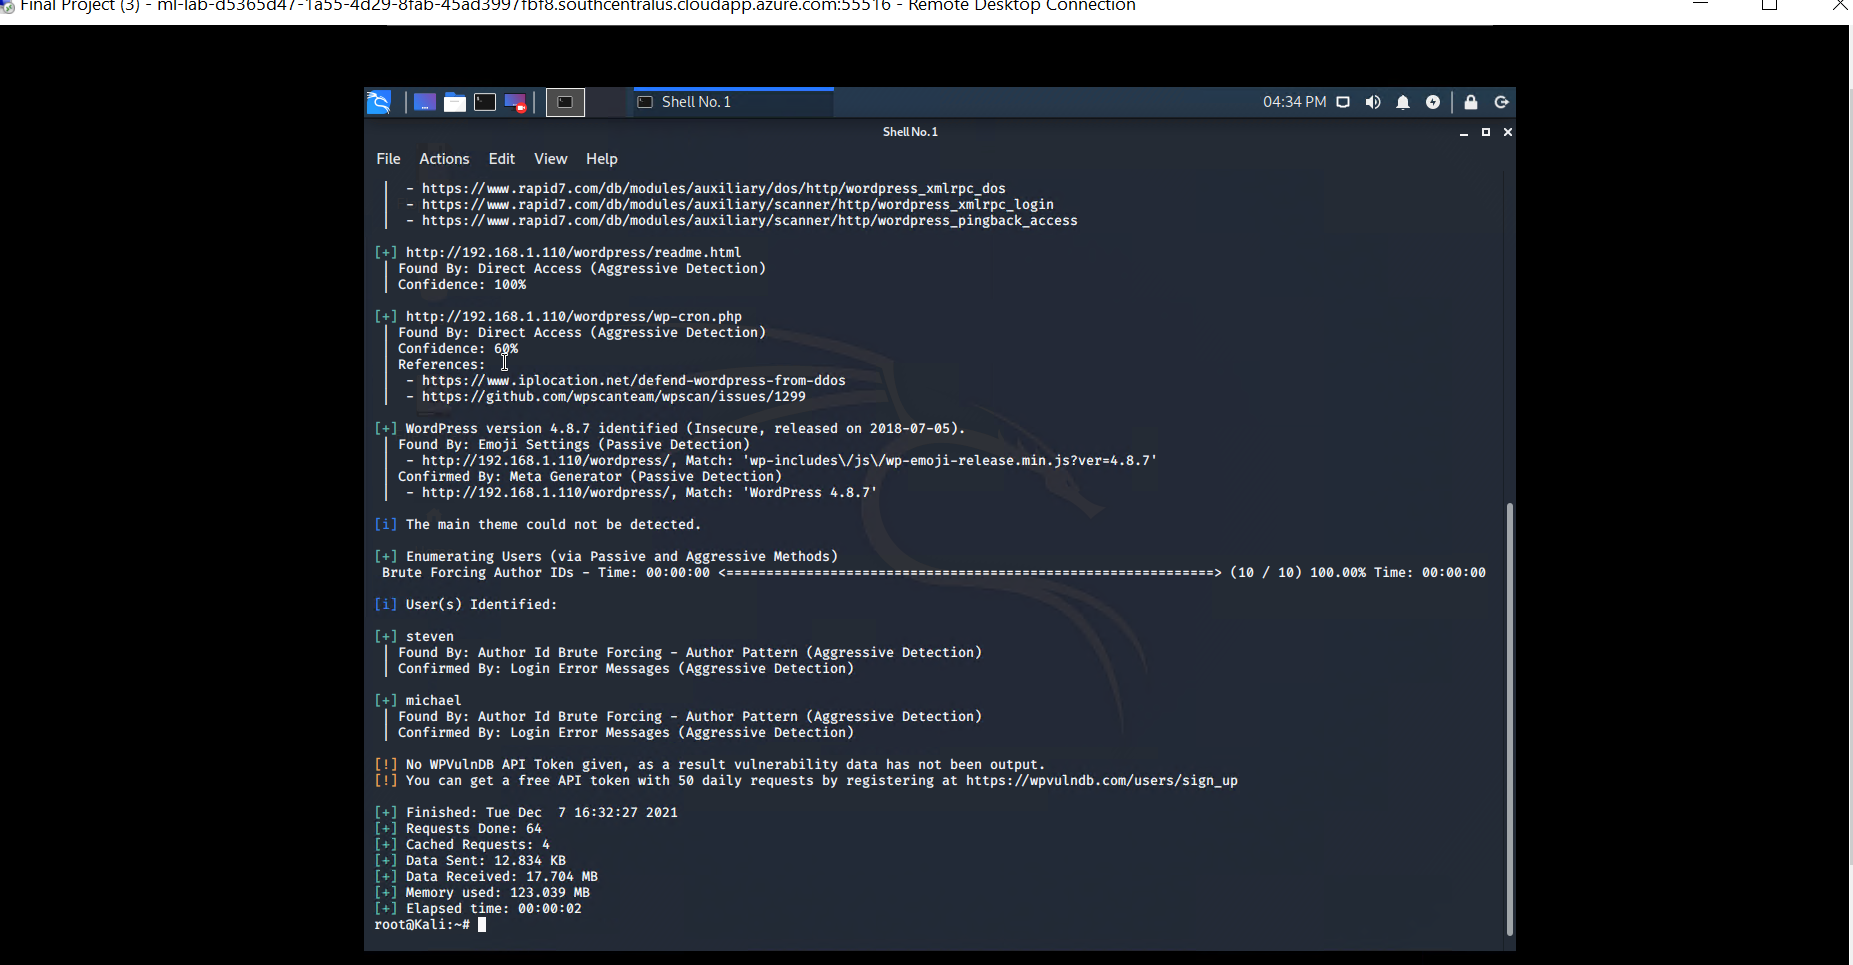 Final Project (3) - ml-lab-d5365d47-1a55-4d29-8fab-45ad3997fbf8.southcentralus.cloudapp.azure.com:55516 - Remote Desktop Connection
Shell No. 1
04:34 PM
Shell No. 1
File Actions Edit View Help
- https://www.rapid7.com/db/modules/auxiliary/dos/http/wordpress_xmlrpc_dos
- https://www.rapid7.com/db/modules/auxiliary/scanner/http/wordpress_xmlrpc_login
- https://www.rapid7.com/db/modules/auxiliary/scanner/http/wordpress_pingback_access
[+] http://192.168.1.110/wordpress/readme.html
| Found By: Direct Access (Aggressive Detection)
| Confidence: 100%
[+] http://192.168.1.110/wordpress/wp-cron.php
| Found By: Direct Access (Aggressive Detection)
| Confidence: 60%
| References:
| - https://www.iplocation.net/defend-wordpress-from-ddos
| - https://github.com/wpscanteam/wpscan/issues/1299
[+] WordPress version 4.8.7 identified (Insecure, released on 2018-07-05).
| Found By: Emoji Settings (Passive Detection)
| - http://192.168.1.110/wordpress/, Match: 'wp-includes\/js\/wp-emoji-release.min.js?ver=4.8.7'
| Confirmed By: Meta Generator (Passive Detection)
| - http://192.168.1.110/wordpress/, Match: 'WordPress 4.8.7'
[i] The main theme could not be detected.
[+] Enumerating Users (via Passive and Aggressive Methods)
Brute Forcing Author IDs - Time: 00:00:00 <=============================================================> (10 / 10) 100.00% Time: 00:00:00
[i] User(s) Identified:
[+] steven
| Found By: Author Id Brute Forcing - Author Pattern (Aggressive Detection)
| Confirmed By: Login Error Messages (Aggressive Detection)
[+] michael
| Found By: Author Id Brute Forcing - Author Pattern (Aggressive Detection)
| Confirmed By: Login Error Messages (Aggressive Detection)
[!] No WPVulnDB API Token given, as a result vulnerability data has not been output.
[!] You can get a free API token with 50 daily requests by registering at https://wpvulndb.com/users/sign_up
[+] Finished: Tue Dec  7 16:32:27 2021
[+] Requests Done: 64
[+] Cached Requests: 4
[+] Data Sent: 12.834 KB
[+] Data Received: 17.704 MB
[+] Memory used: 123.039 MB
[+] Elapsed time: 00:00:02
root@Kali:~#